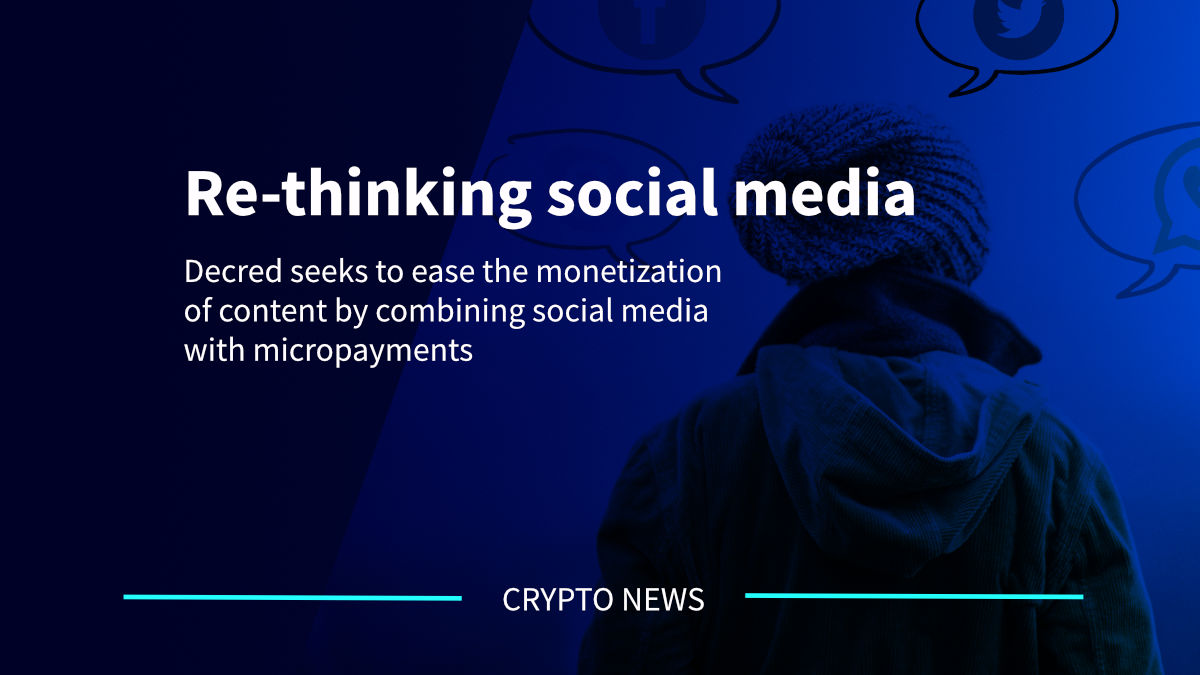 Re-thinking social media
Decred seeks to ease the monetization
of content by combining social media
with micropayments
CRYPTO NEWS